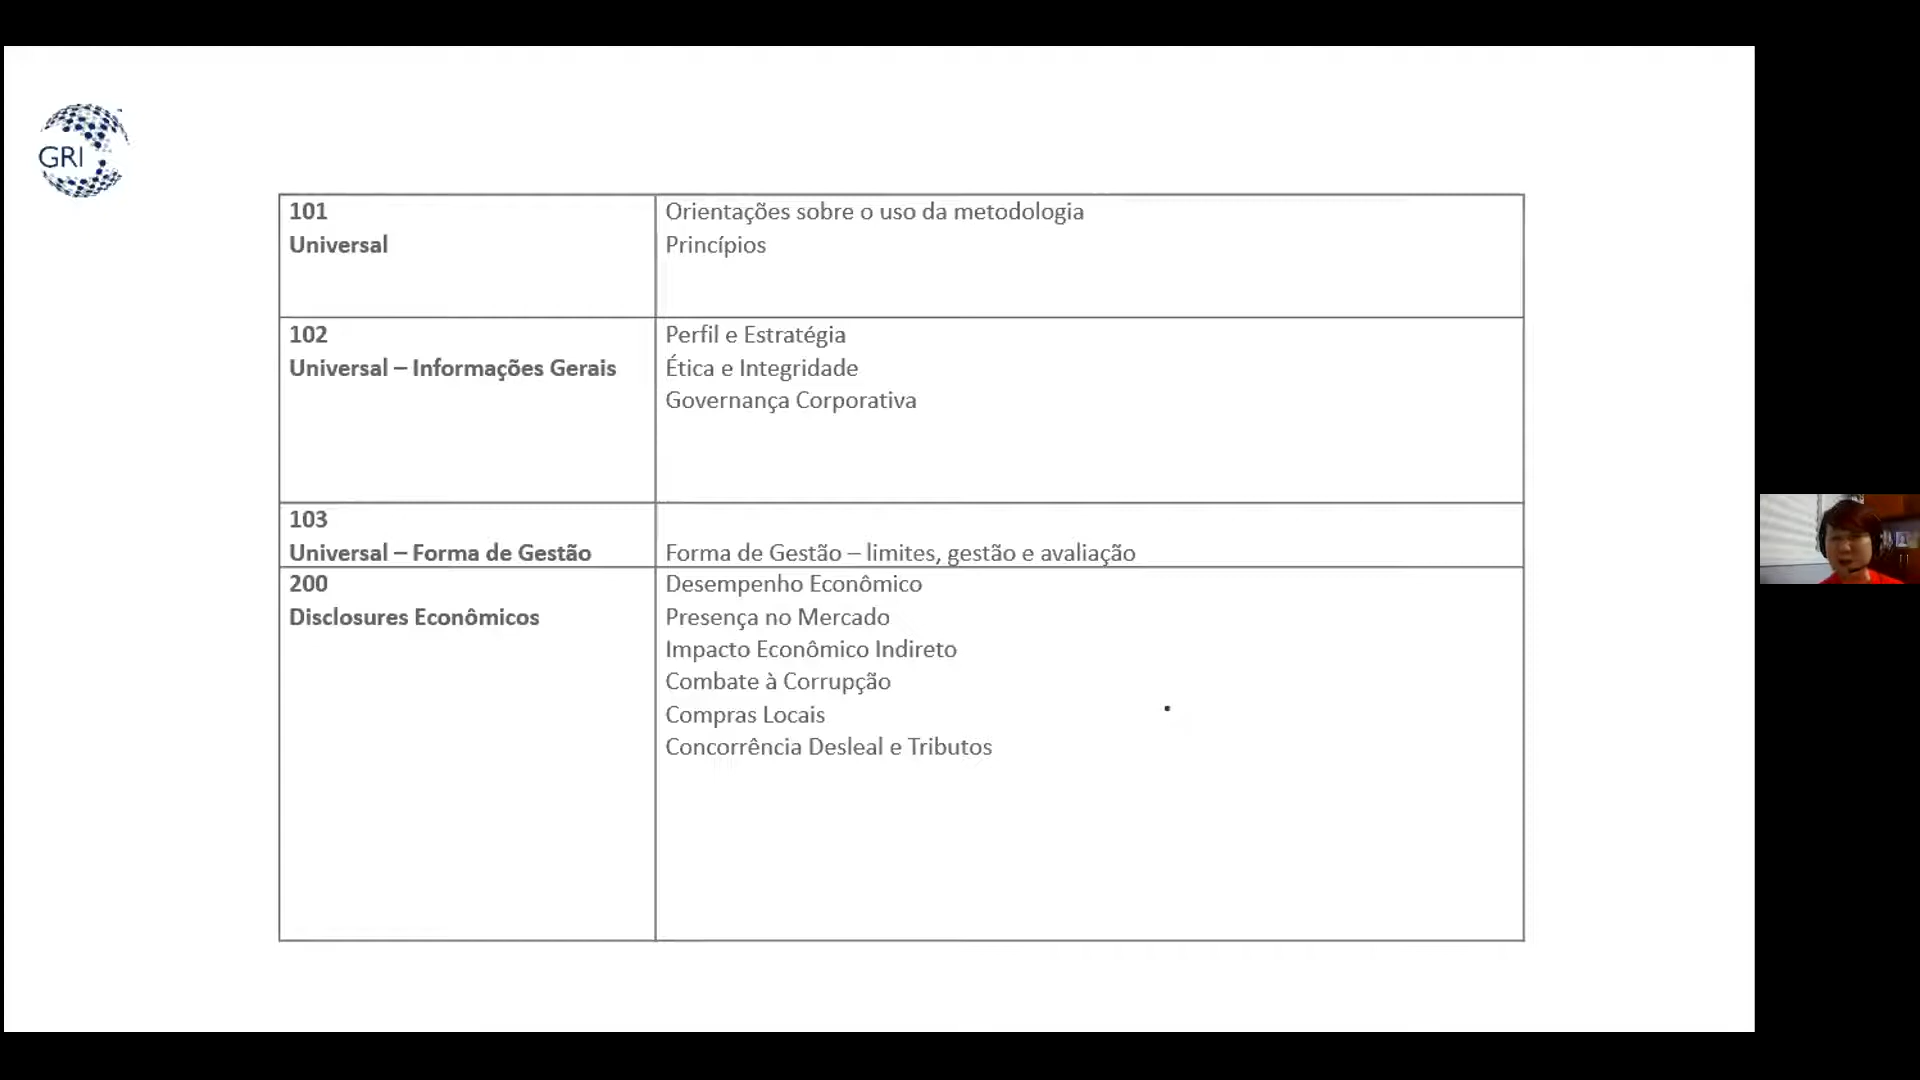 GRI
101
Universal
Orientações sobre o uso da metodologia
Princípios
102
Universal – Informações Gerais
Perfil e Estratégia
Ética e Integridade
Governança Corporativa
103
Universal – Forma de Gestão
Forma de Gestão – limites, gestão e avaliação
200
Disclosures Econômicos
Desempenho Econômico
Presença no Mercado
Impacto Econômico Indireto
Combate à Corrupção
Compras Locais
Concorrência Desleal e Tributos